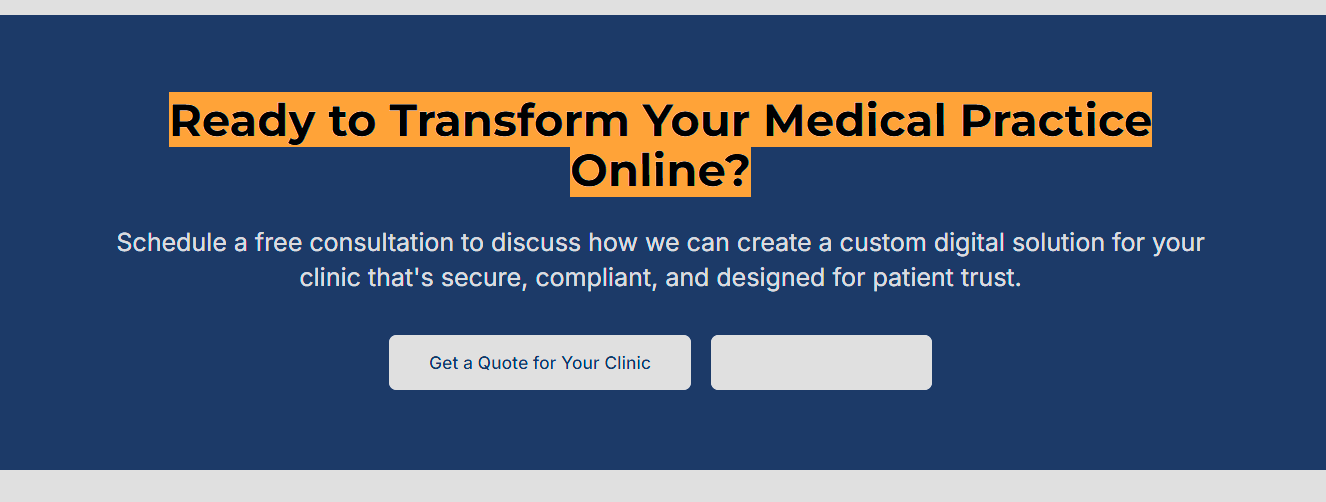 Ready to Transform Your Medical Practice
Online?
Schedule a free consultation to discuss how we can create a custom digital solution for your
clinic that's secure, compliant, and designed for patient trust.
Get a Quote for Your Clinic